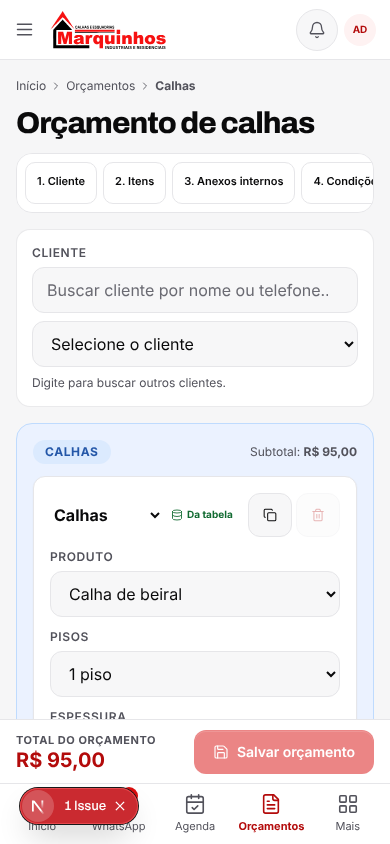 CALHAS E ESQUADRIAS
Marquinhos
INDUSTRIAIS E RESIDENCIAIS
AD
Início > Orçamentos > Calhas
Orçamento de calhas
1. Cliente
2. Itens
3. Anexos internos
4. Condiçõe
CLIENTE
Buscar cliente por nome ou telefone..
Selecione o cliente
Digite para buscar outros clientes.
CALHAS
Subtotal: R$ 95,00
Calhas
Da tabela
PRODUTO
Calha de beiral
PISOS
1 piso
ESPESSURA
TOTAL DO ORÇAMENTO
R$ 95,00
Salvar orçamento
N
1 Issue
Início
WhatsApp
Agenda
Orçamentos
Mais